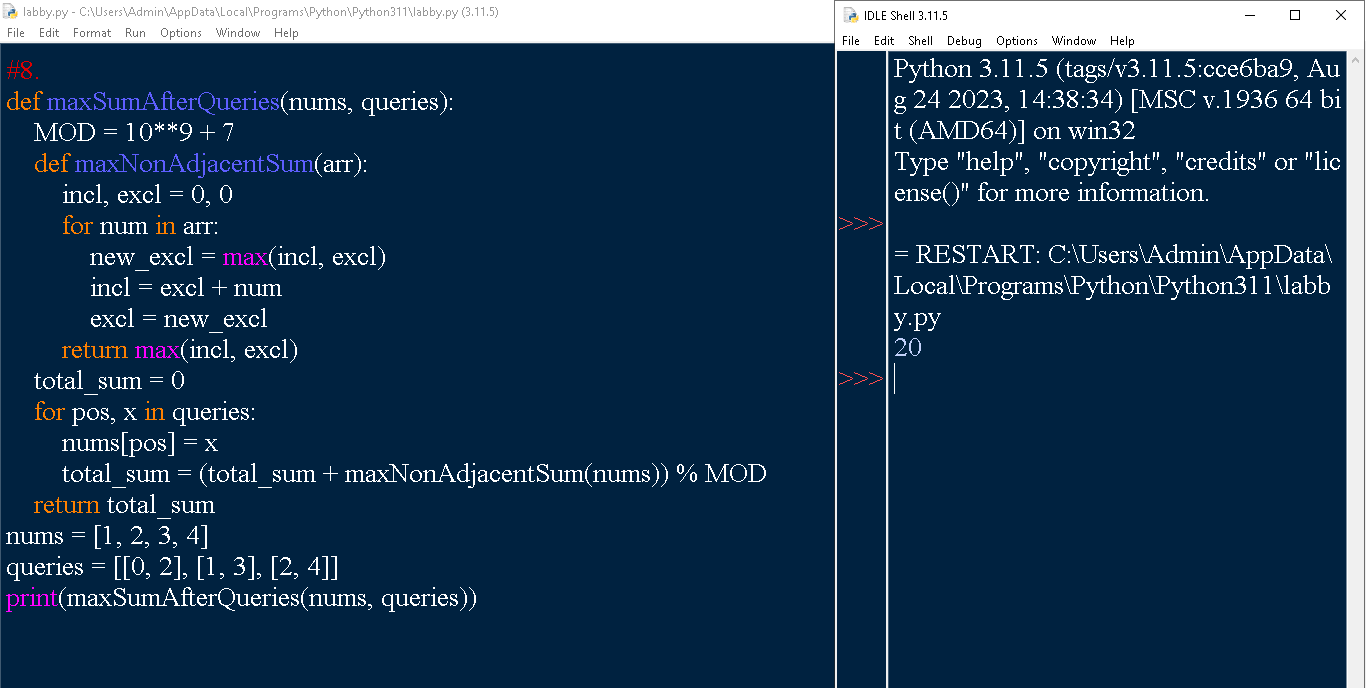 labby.py - C:\Users\Admin\AppData\Local\Programs\Python\Python311\labby.py (3.11.5)
File Edit Format Run Options Window Help
#8.
def maxSumAfterQueries(nums, queries):
    MOD = 10**9 + 7
    def maxNonAdjacentSum(arr):
        incl, excl = 0, 0
        for num in arr:
            new_excl = max(incl, excl)
            incl = excl + num
            excl = new_excl
        return max(incl, excl)
    total_sum = 0
    for pos, x in queries:
        nums[pos] = x
        total_sum = (total_sum + maxNonAdjacentSum(nums)) % MOD
    return total_sum
nums = [1, 2, 3, 4]
queries = [[0, 2], [1, 3], [2, 4]]
print(maxSumAfterQueries(nums, queries))
IDLE Shell 3.11.5
File Edit Shell Debug Options Window Help
Python 3.11.5 (tags/v3.11.5:cce6ba9, Au
g 24 2023, 14:38:34) [MSC v.1936 64 bi
t (AMD64)] on win32
Type "help", "copyright", "credits" or "lic
ense()" for more information.
>>>
= RESTART: C:\Users\Admin\AppData\
Local\Programs\Python\Python311\labb
y.py
20
>>>